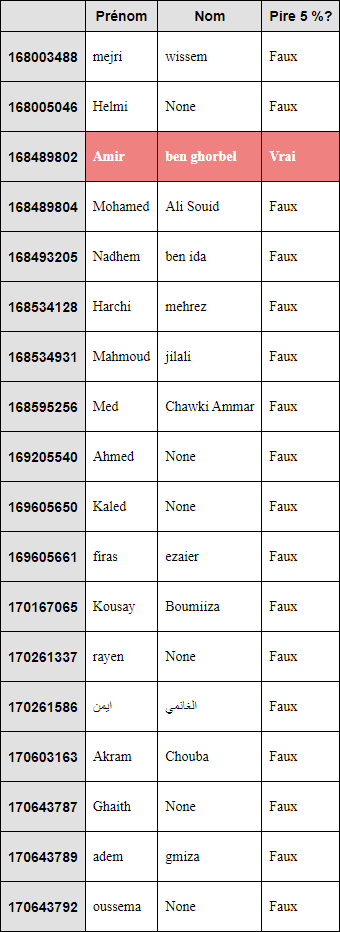 Prénom Nom Pire 5 %?
168003488 mejri wissem Faux
168005046 Helmi None Faux
168489802 Amir ben ghorbel Vrai
168489804 Mohamed Ali Souid Faux
168493205 Nadhem ben ida Faux
168534128 Harchi mehrez Faux
168534931 Mahmoud jilali Faux
168595256 Med Chawki Ammar Faux
169205540 Ahmed None Faux
169605650 Kaled None Faux
169605661 firas ezaier Faux
170167065 Kousay Boumiiza Faux
170261337 rayen None Faux
170261586 ايمن الغانمي Faux
170603163 Akram Chouba Faux
170643787 Ghaith None Faux
170643789 adem gmiza Faux
170643792 oussema None Faux